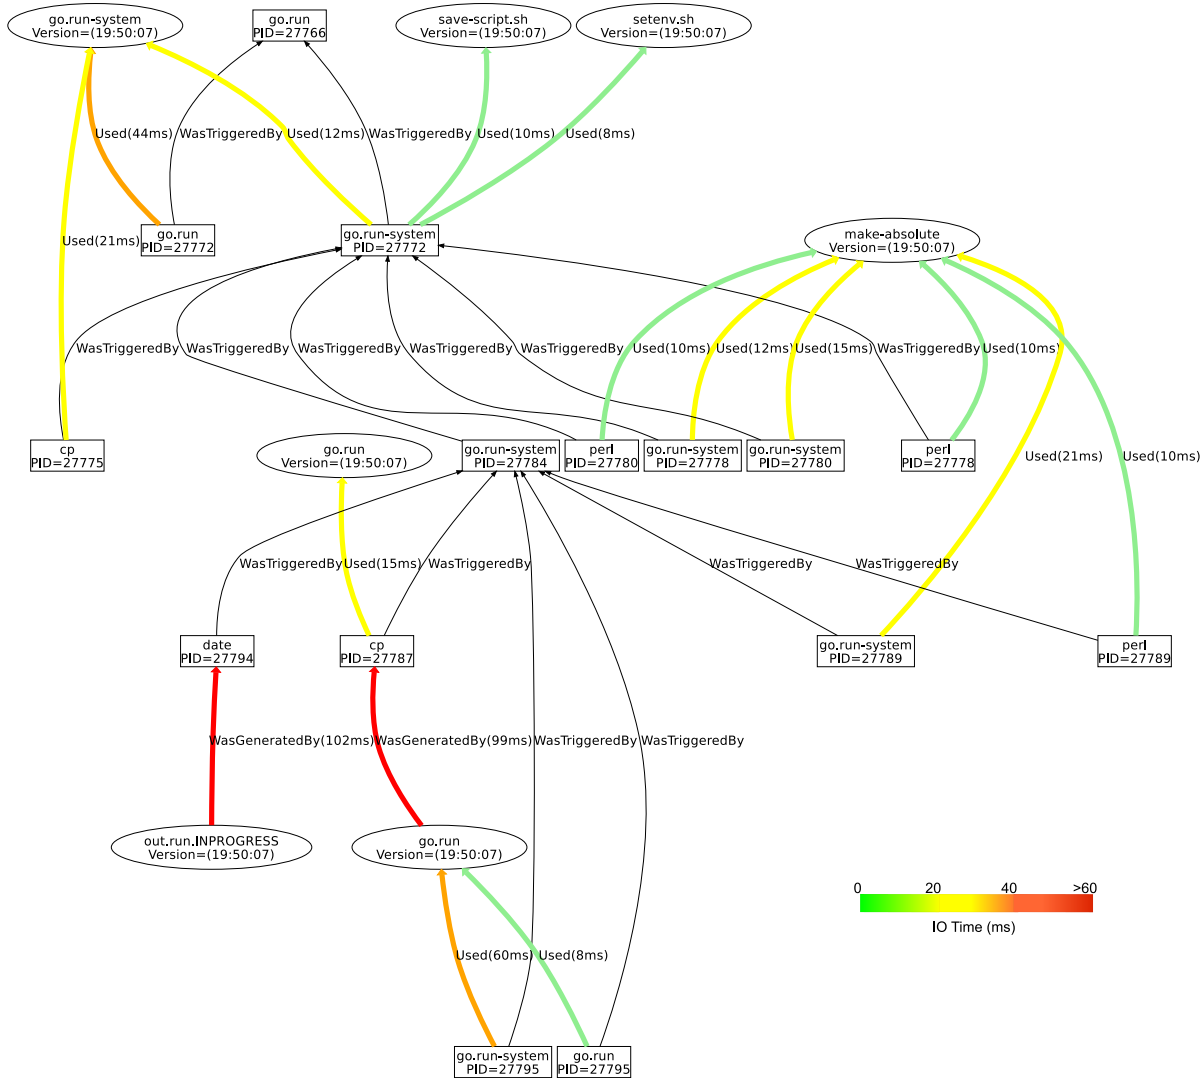 go.run-system
Version=(19:50:07)
go.run
PID=27766
save-script.sh
Version=(19:50:07)
setenv.sh
Version=(19:50:07)
Used(44ms)
WasTriggeredBy
Used(12ms)
WasTriggeredBy
Used(10ms)
Used(8ms)
Used(21ms)
go.run
PID=27772
go.run-system
PID=27772
make-absolute
Version=(19:50:07)
WasTriggeredBy
WasTriggeredBy
WasTriggeredBy
WasTriggeredBy
WasTriggeredBy
Used(10ms)
Used(12ms)
Used(15ms)
WasTriggeredBy
Used(10ms)
cp
PID=27775
go.run
Version=(19:50:07)
go.run-system
PID=27784
perl
PID=27780
go.run-system
PID=27778
go.run-system
PID=27780
perl
PID=27778
Used(21ms)
Used(10ms)
WasTriggeredBy
Used(15ms)
WasTriggeredBy
WasTriggeredBy
WasTriggeredBy
date
PID=27794
cp
PID=27787
go.run-system
PID=27789
perl
PID=27789
WasGeneratedBy(102ms)
WasGeneratedBy(99ms)
WasTriggeredBy
WasTriggeredBy
out.run.INPROGRESS
Version=(19:50:07)
go.run
Version=(19:50:07)
0 20 40 >60
IO Time (ms)
Used(60ms)
Used(8ms)
go.run-system
PID=27795
go.run
PID=27795